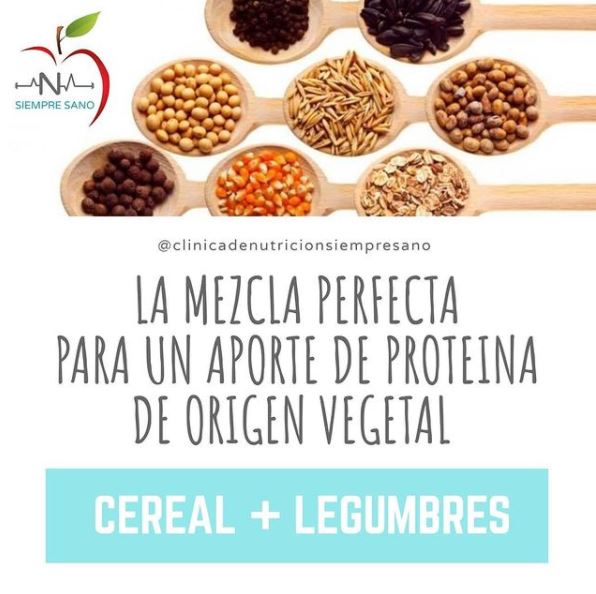 N
SIEMPRE SANO
@clinicadenutricionsiempresano
LA MEZCLA PERFECTA
PARA UN APORTE DE PROTEINA
DE ORIGEN VEGETAL
CEREAL + LEGUMBRES